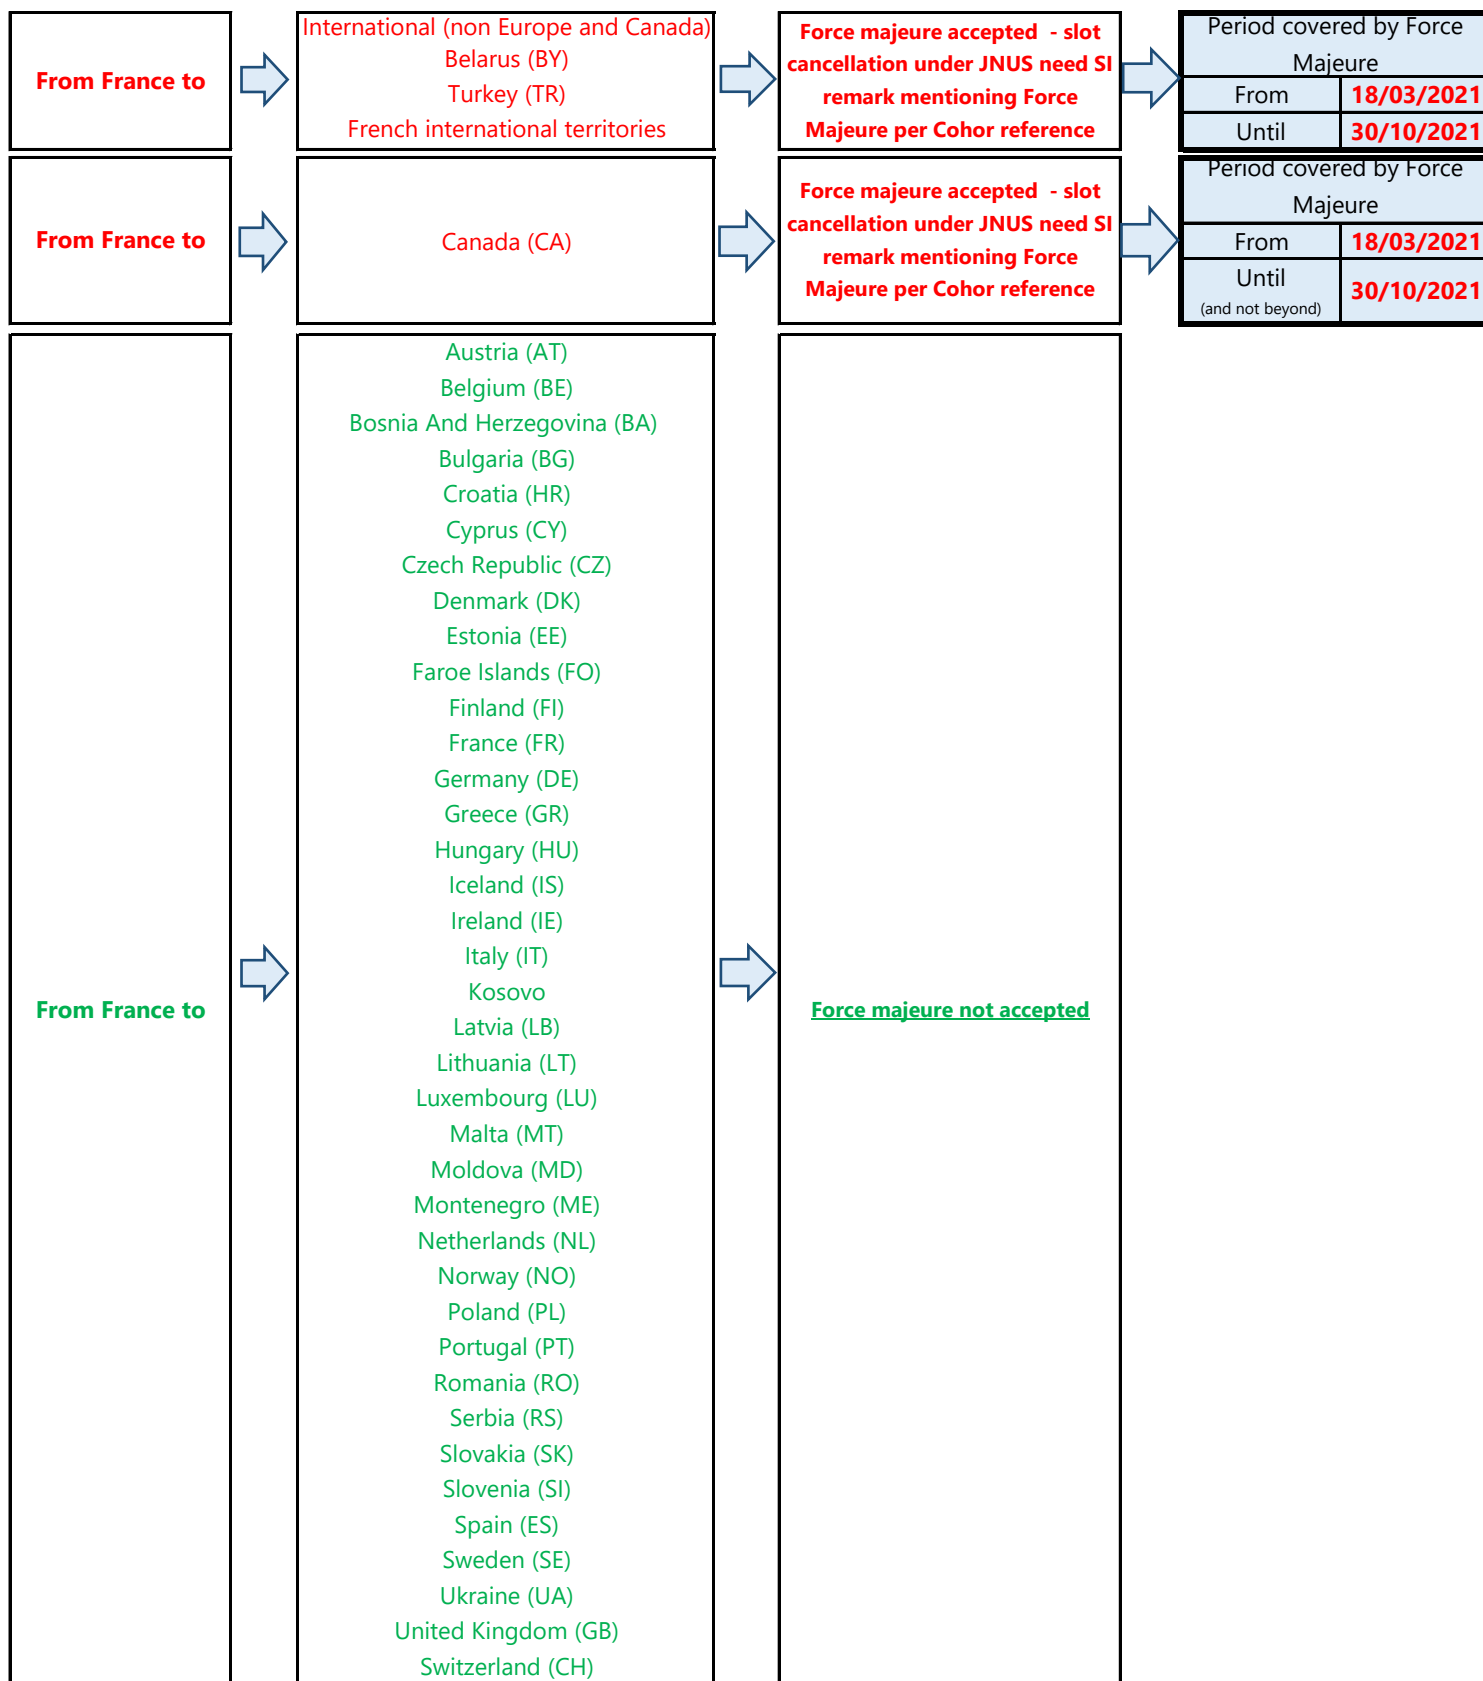 From France to
International (non Europe and Canada)
Belarus (BY)
Turkey (TR)
French international territories
Force majeure accepted - slot
cancellation under JNUS need SI
remark mentioning Force
Majeure per Cohor reference
Period covered by Force
Majeure
From 18/03/2021
Until 30/10/2021
From France to
Canada (CA)
Force majeure accepted - slot
cancellation under JNUS need SI
remark mentioning Force
Majeure per Cohor reference
Period covered by Force
Majeure
From 18/03/2021
Until
(and not beyond)
30/10/2021
From France to
Austria (AT)
Belgium (BE)
Bosnia And Herzegovina (BA)
Bulgaria (BG)
Croatia (HR)
Cyprus (CY)
Czech Republic (CZ)
Denmark (DK)
Estonia (EE)
Faroe Islands (FO)
Finland (FI)
France (FR)
Germany (DE)
Greece (GR)
Hungary (HU)
Iceland (IS)
Ireland (IE)
Italy (IT)
Kosovo
Latvia (LB)
Lithuania (LT)
Luxembourg (LU)
Malta (MT)
Moldova (MD)
Montenegro (ME)
Netherlands (NL)
Norway (NO)
Poland (PL)
Portugal (PT)
Romania (RO)
Serbia (RS)
Slovakia (SK)
Slovenia (SI)
Spain (ES)
Sweden (SE)
Ukraine (UA)
United Kingdom (GB)
Switzerland (CH)
Force majeure not accepted